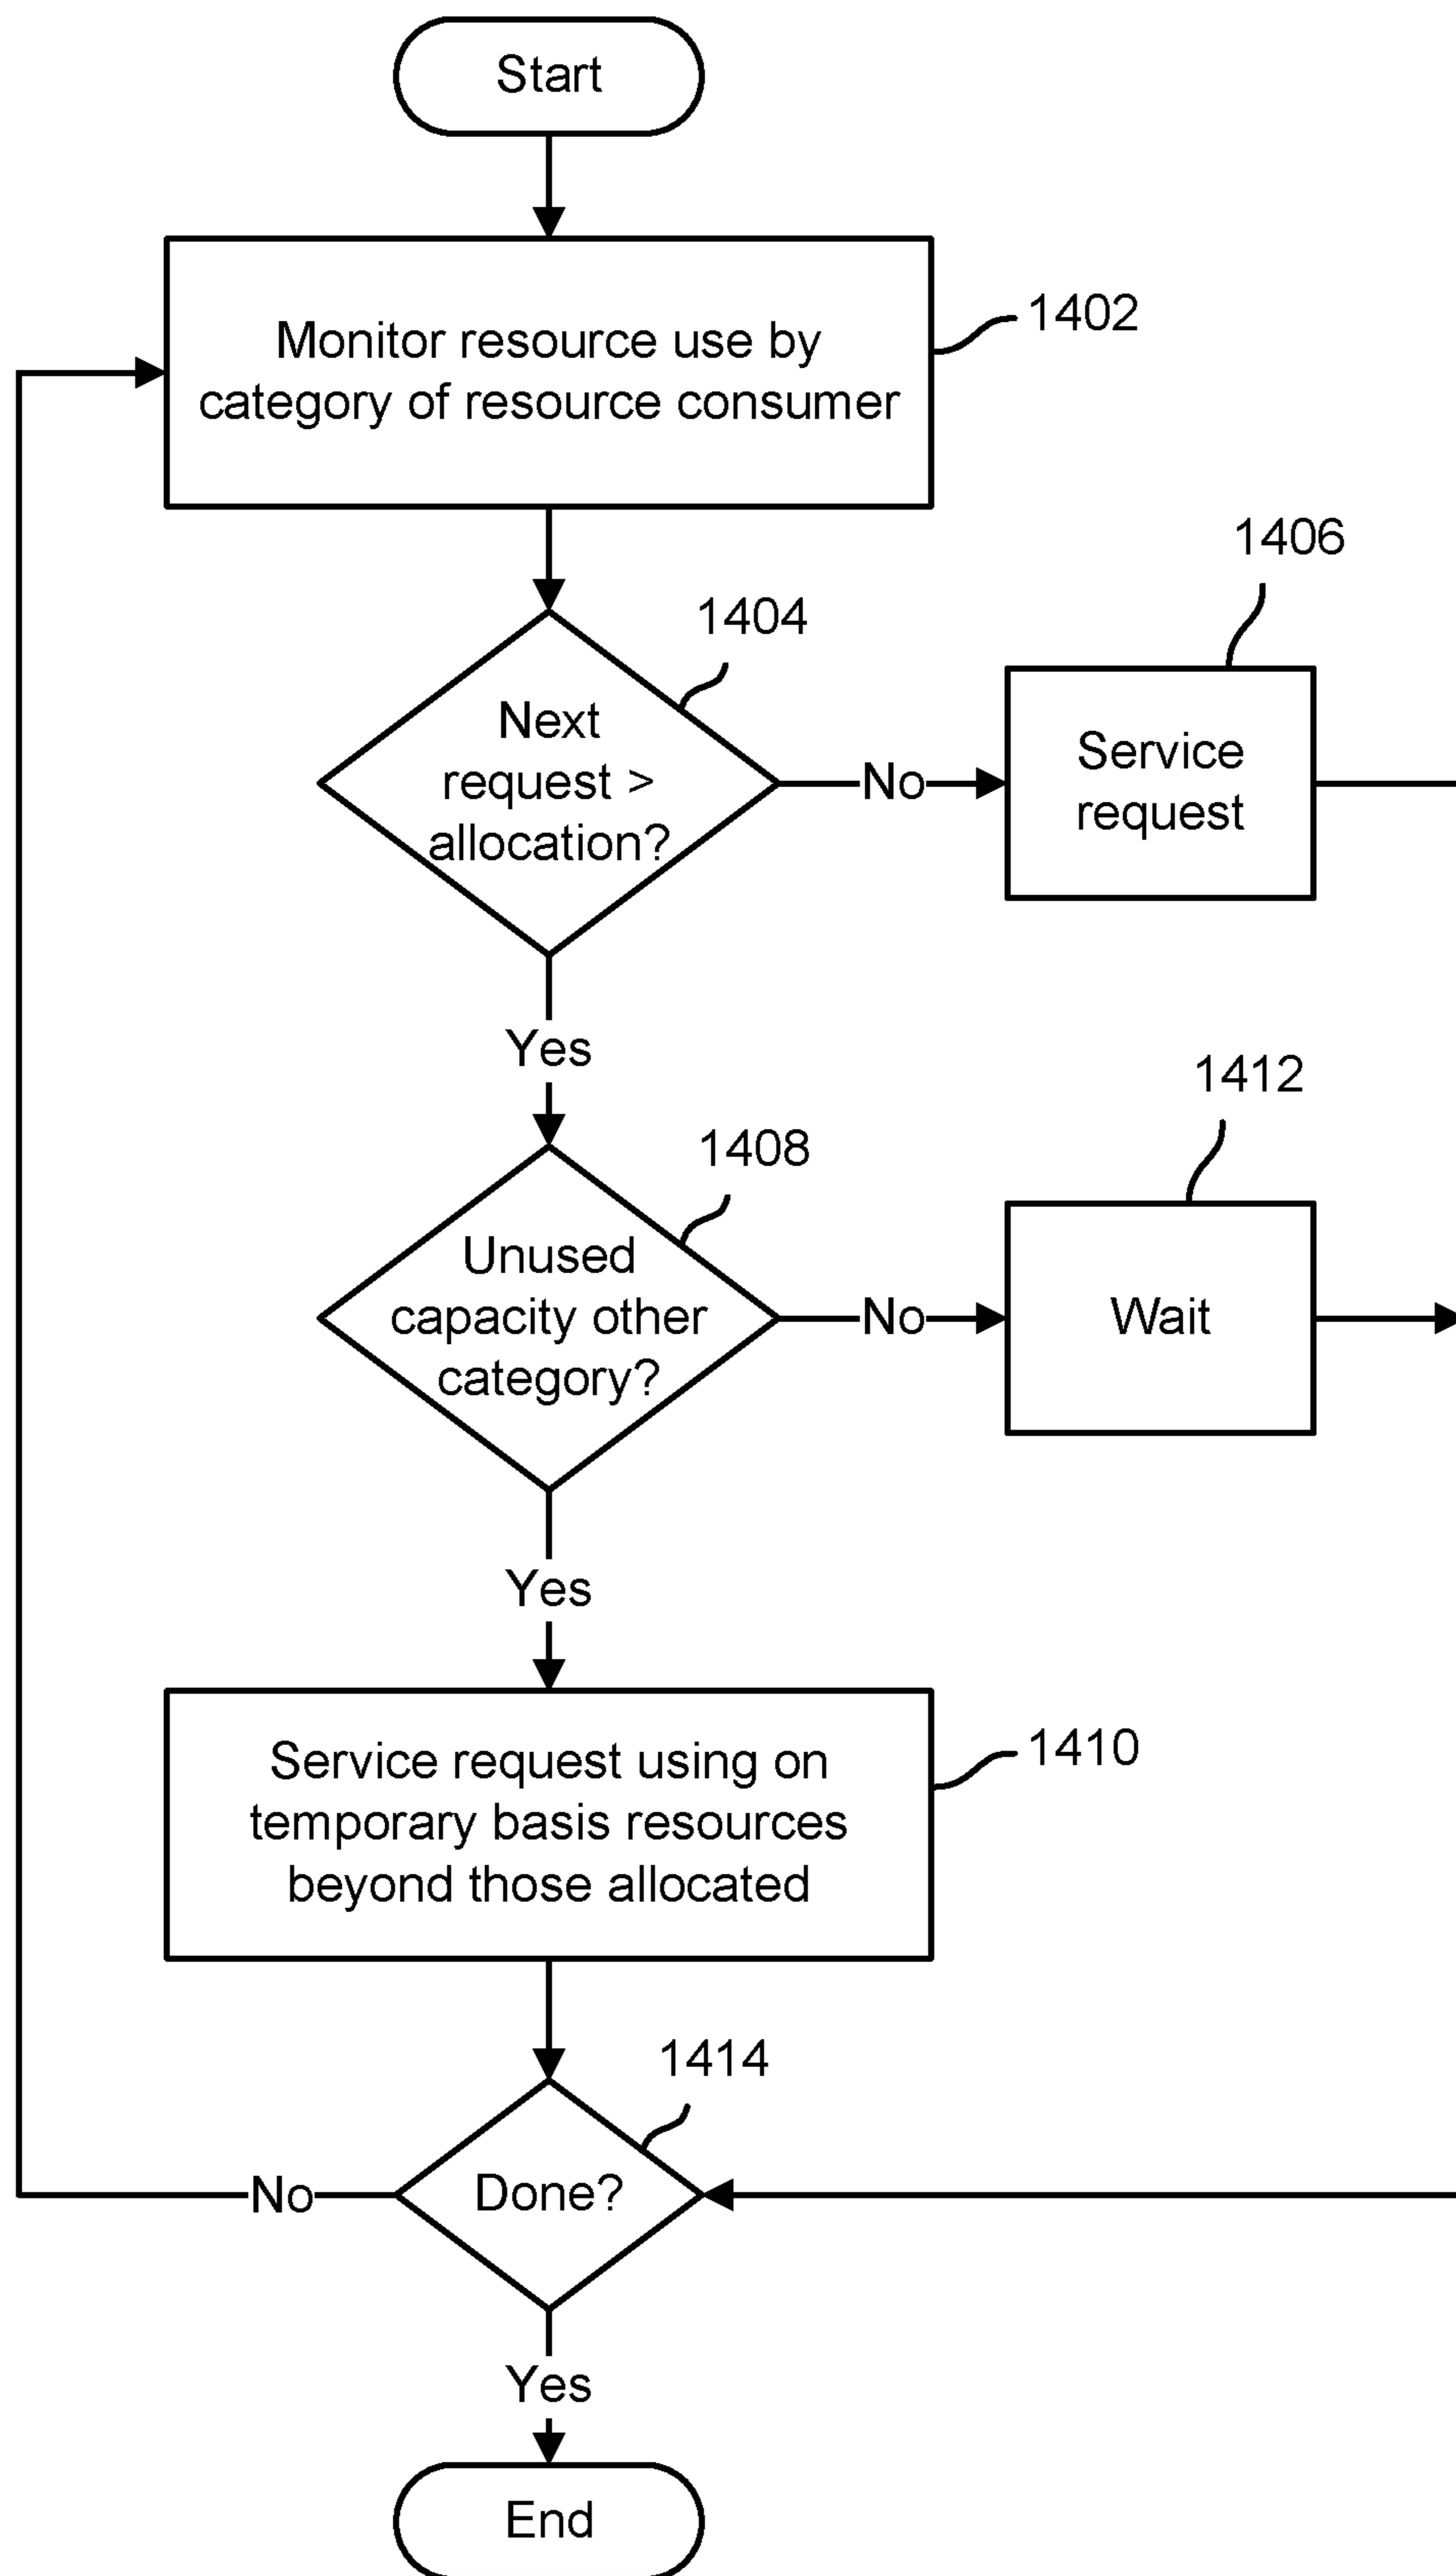 Start
Monitor resource use by
category of resource consumer
1402
1404
Next
request >
allocation?
No
1406
Service
request
Yes
1408
Unused
capacity other
category?
No
1412
Wait
Yes
Service request using on
temporary basis resources
beyond those allocated
1410
1414
Done?
No
Yes
End